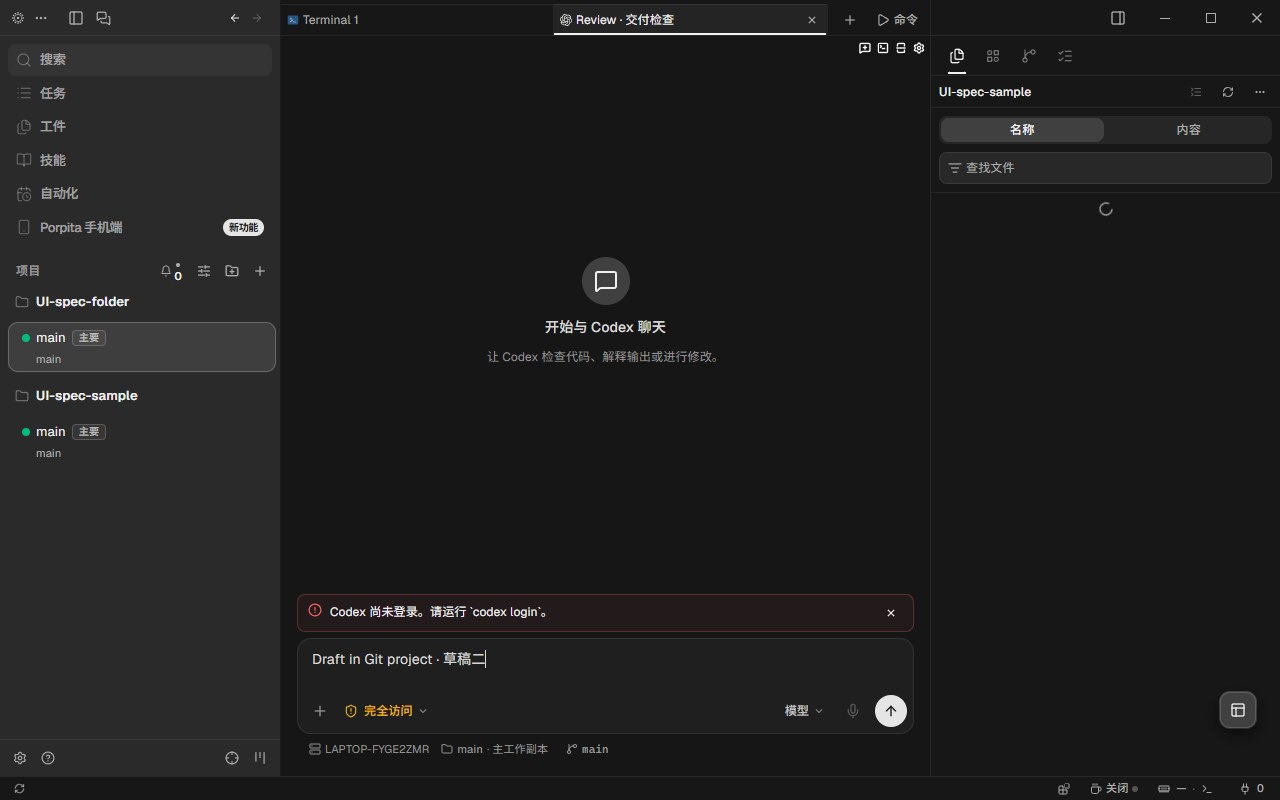 Terminal 1
Review · 交付检查
命令
搜索
任务
工件
技能
自动化
Porpita 手机端
新功能
项目
0
UI-spec-folder
main 主要
main
UI-spec-sample
main 主要
main
开始与 Codex 聊天
让 Codex 检查代码、解释输出或进行修改。
Codex 尚未登录。请运行 `codex login`。
Draft in Git project · 草稿二
完全访问
模型
LAPTOP-FYGE2ZMR
main · 主工作副本
main
UI-spec-sample
名称
内容
查找文件
关闭
— ·
0